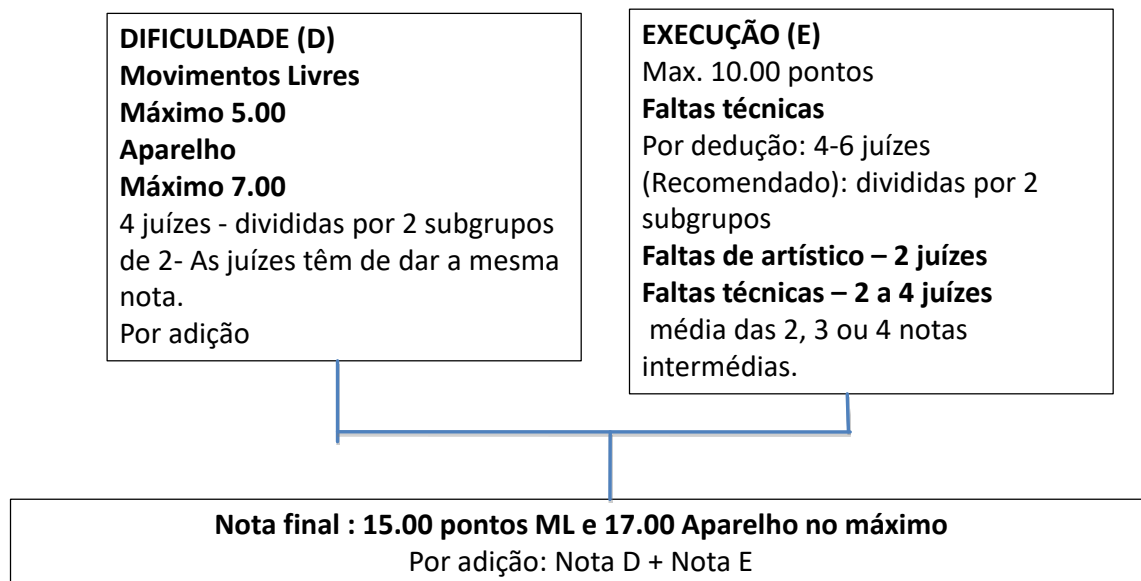 DIFICULDADE (D)
Movimentos Livres
Máximo 5.00
Aparelho
Máximo 7.00
4 juízes - divididas por 2 subgrupos
de 2- As juízes têm de dar a mesma
nota.
Por adição
EXECUÇÃO (E)
Max. 10.00 pontos
Faltas técnicas
Por dedução: 4-6 juízes
(Recomendado): divididas por 2
subgrupos
Faltas de artístico – 2 juízes
Faltas técnicas – 2 a 4 juízes
média das 2, 3 ou 4 notas
intermédias.
Nota final : 15.00 pontos ML e 17.00 Aparelho no máximo
Por adição: Nota D + Nota E